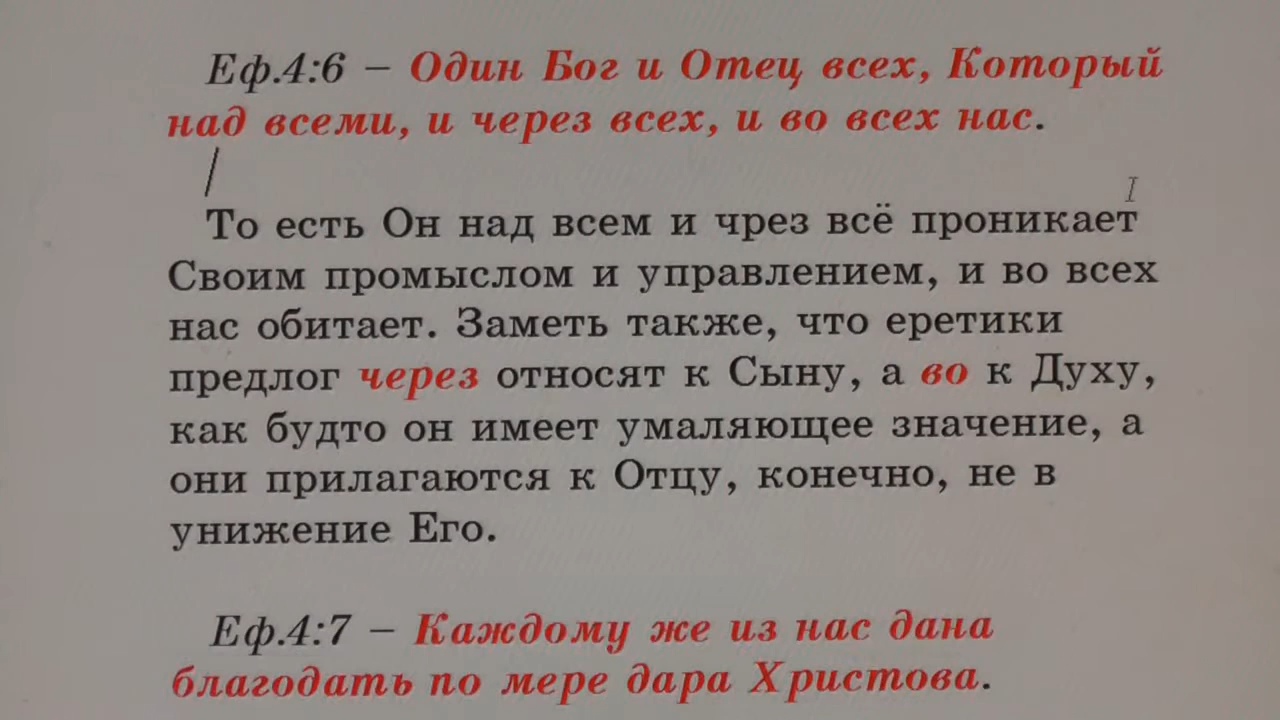 Еф.4:6 – Один Бог и Отец всех, Который
над всеми, и через всех, и во всех нас.
То есть Он над всем и чрез всё проникает
Своим промыслом и управлением, и во всех
нас обитает. Заметь также, что еретики
предлог через относят к Сыну, а во к Духу,
как будто он имеет умаляющее значение, а
они прилагаются к Отцу, конечно, не в
унижение Его.
Еф.4:7 – Каждому же из нас дана
благодать по мере дара Христова.